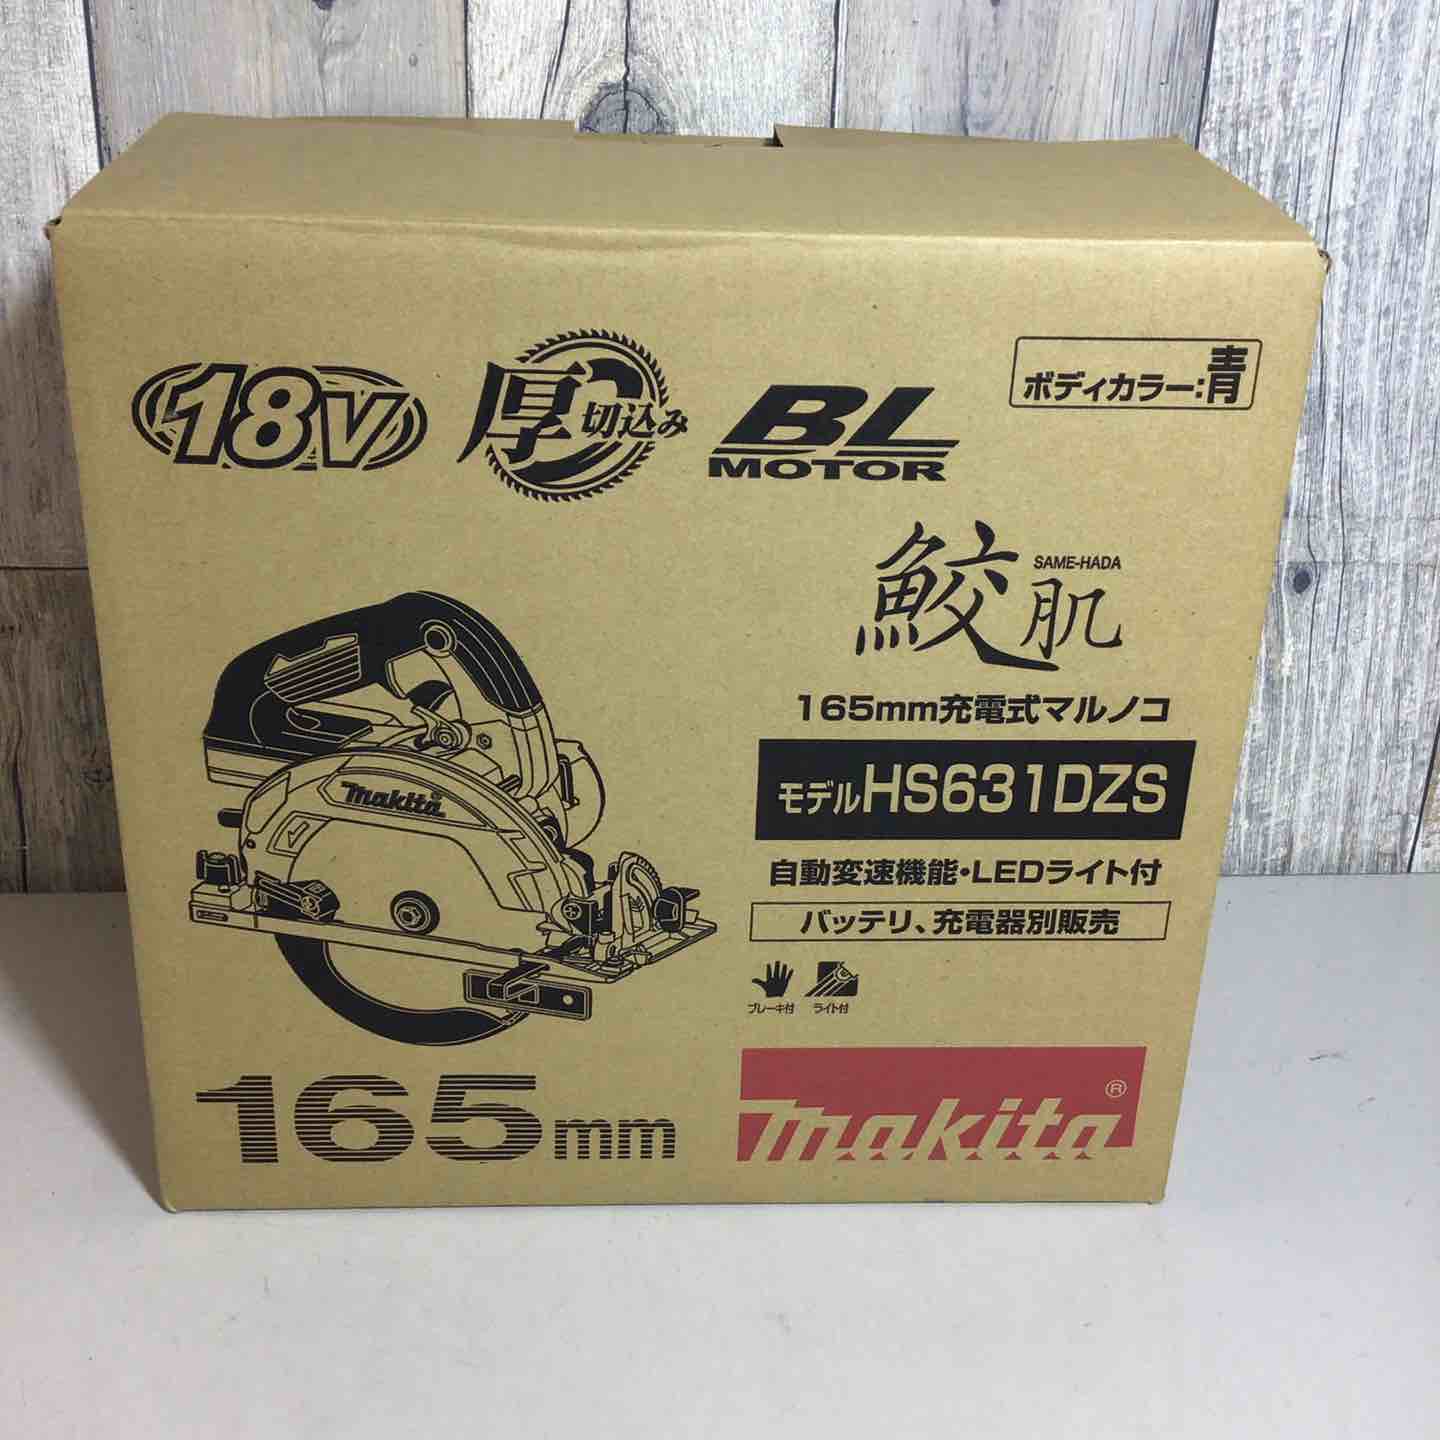 18V
厚切込み
BL MOTOR
ボディカラー:青
SAME-HADA
鮫肌
165mm充電式マルノコ
モデルHS631DZS
自動変速機能・LEDライト付
バッテリ、充電器別販売
ブレーキ付 ライト付
makita
165mm
makita®